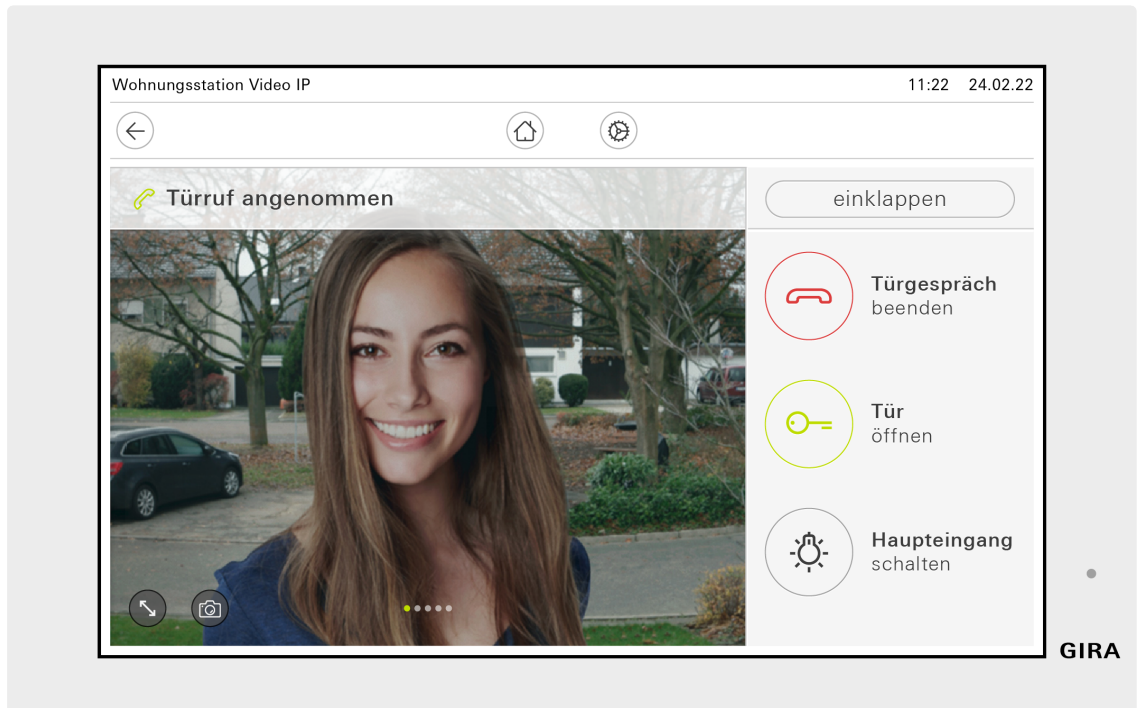 Wohnungsstation Video IP
11:22 24.02.22
Türruf angenommen
einklappen
Türgespräch
beenden
Tür
öffnen
Haupteingang
schalten
GIRA